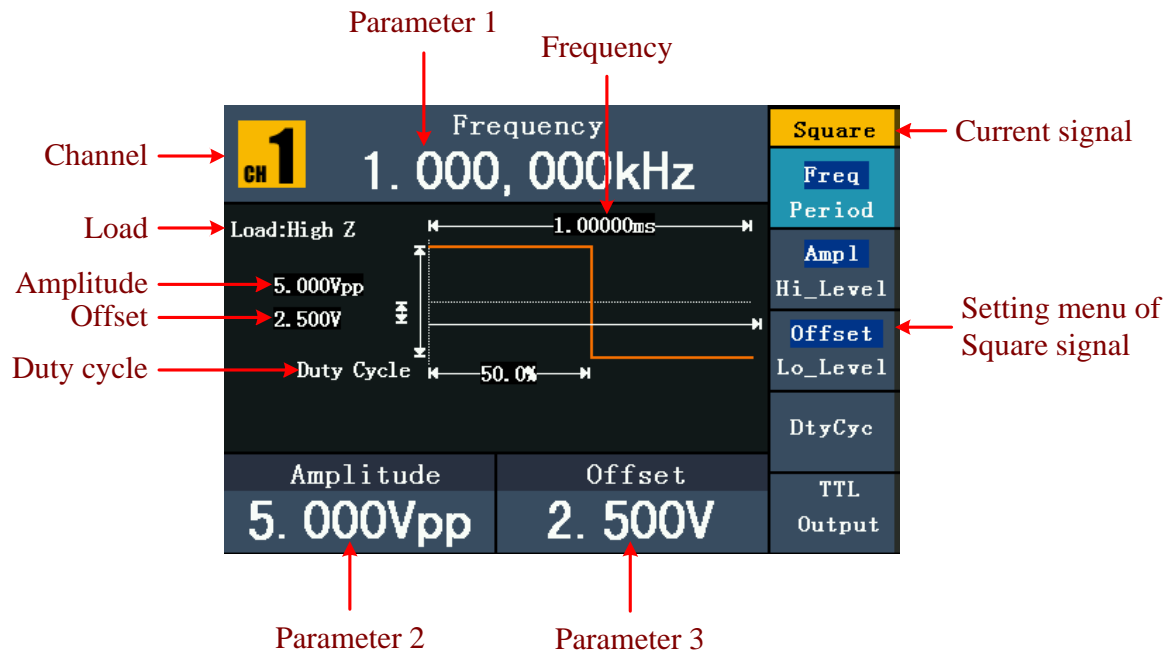 Parameter 1
Frequency
Frequency
Square
Current signal
Channel
CH 1
1. 000, 000kHz
Freq
Period
Load
Load:High Z
1.00000ms
Ampl
Hi_Level
Amplitude
5.000Vpp
Offset
2.500V
Offset
Lo_Level
Setting menu of
Square signal
Duty cycle
Duty Cycle
50.0%
DtyCyc
Amplitude
Offset
TTL
Output
5. 000Vpp
2. 500V
Parameter 2
Parameter 3